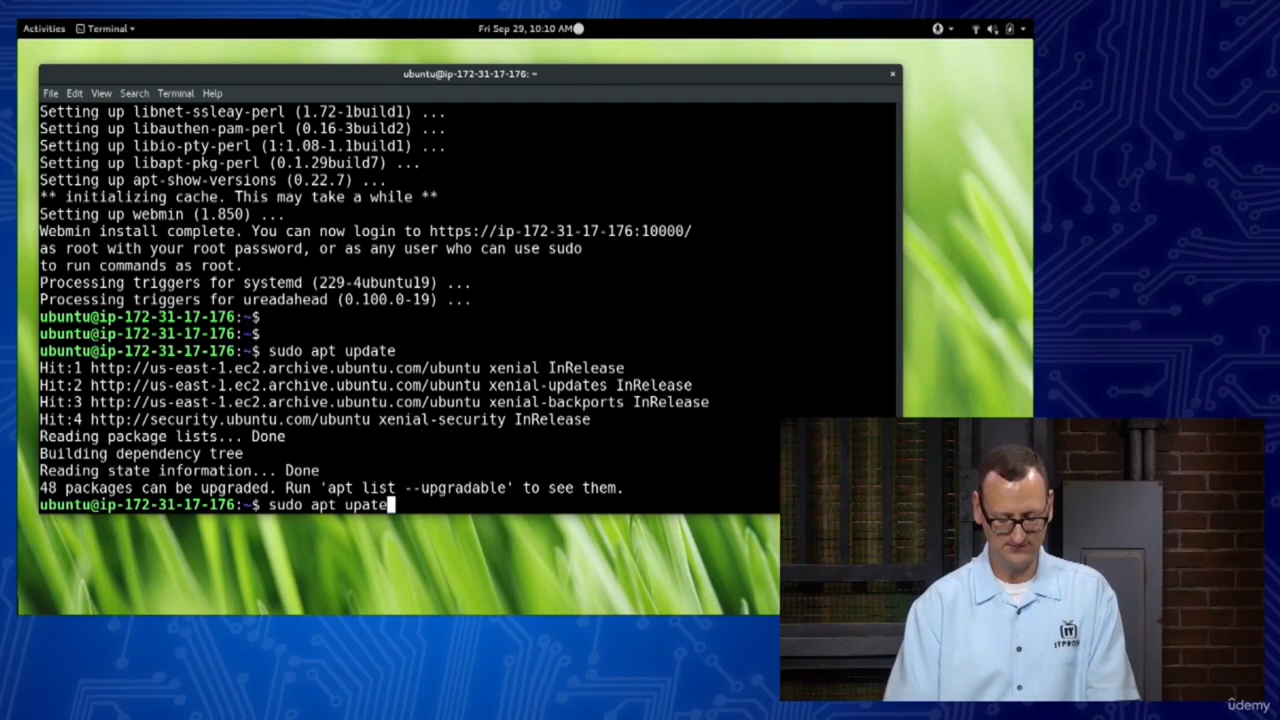 Activities Terminal Fri Sep 29, 10:10 AM
ubuntu@ip-172-31-17-176: ~
File Edit View Search Terminal Help
Setting up libnet-ssleay-perl (1.72-1build1) ...
Setting up libauthen-pam-perl (0.16-3build2) ...
Setting up libio-pty-perl (1:1.08-1.1build1) ...
Setting up libapt-pkg-perl (0.1.29build7) ...
Setting up apt-show-versions (0.22.7) ...
** initializing cache. This may take a while **
Setting up webmin (1.850) ...
Webmin install complete. You can now login to https://ip-172-31-17-176:10000/
as root with your root password, or as any user who can use sudo
to run commands as root.
Processing triggers for systemd (229-4ubuntu19) ...
Processing triggers for ureadahead (0.100.0-19) ...
ubuntu@ip-172-31-17-176:~$
ubuntu@ip-172-31-17-176:~$
ubuntu@ip-172-31-17-176:~$ sudo apt update
Hit:1 http://us-east-1.ec2.archive.ubuntu.com/ubuntu xenial InRelease
Hit:2 http://us-east-1.ec2.archive.ubuntu.com/ubuntu xenial-updates InRelease
Hit:3 http://us-east-1.ec2.archive.ubuntu.com/ubuntu xenial-backports InRelease
Hit:4 http://security.ubuntu.com/ubuntu xenial-security InRelease
Reading package lists... Done
Building dependency tree
Reading state information... Done
48 packages can be upgraded. Run 'apt list --upgradable' to see them.
ubuntu@ip-172-31-17-176:~$ sudo apt upate
IT
ITPRO
ûdemy